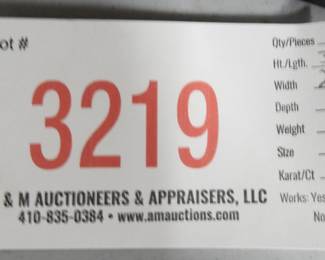 ot #
3219
& M AUCTIONEERS & APPRAISERS, LLC
410-835-0384 • www.amauctions.com
Qty/Pieces
Ht./Lgth.
Width
Depth
Weight
Size
Karat/Ct
Works: Yes
No